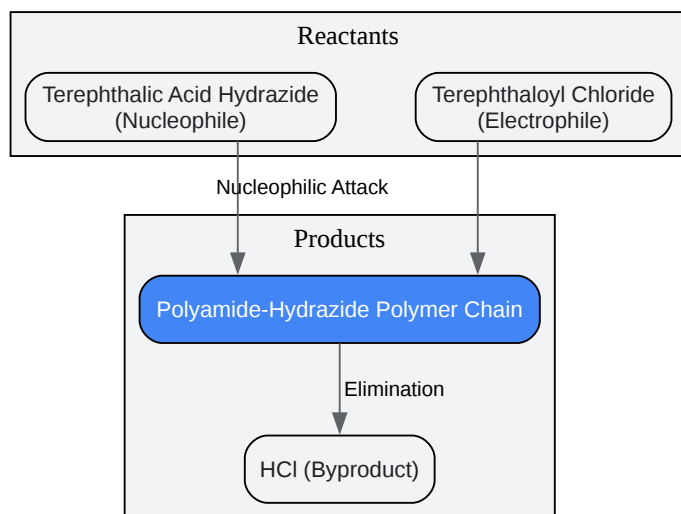 Reactants
Terephthalic Acid Hydrazide
(Nucleophile)
Terephthaloyl Chloride
(Electrophile)
Nucleophilic Attack
Products
Polyamide-Hydrazide Polymer Chain
Elimination
HCl (Byproduct)